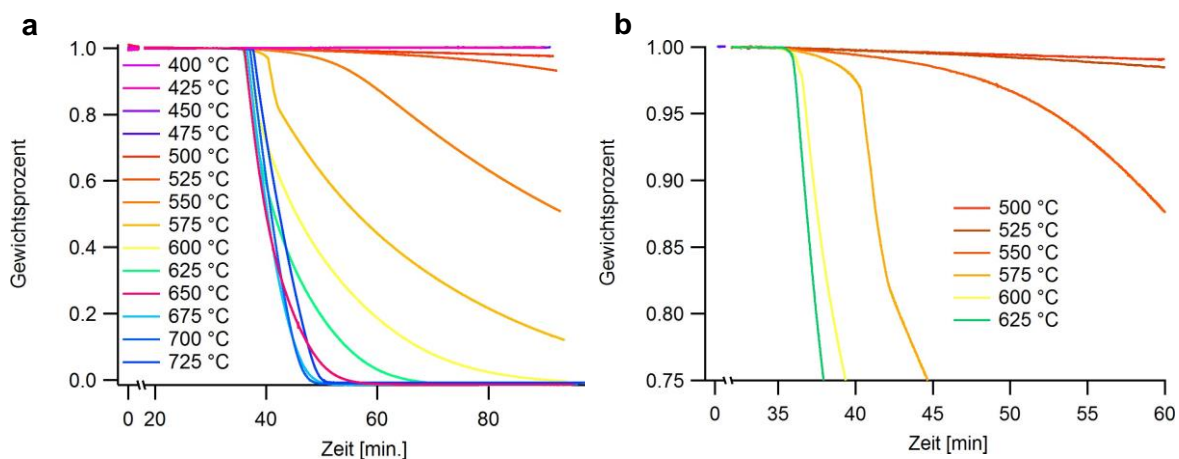 a
Gewichtsprozent
1.0
0.8
0.6
0.4
0.2
0.0
400 °C
425 °C
450 °C
475 °C
500 °C
525 °C
550 °C
575 °C
600 °C
625 °C
650 °C
675 °C
700 °C
725 °C
0 20 40 60 80
Zeit [min.]
b
Gewichtsprozent
1.00
0.95
0.90
0.85
0.80
0.75
500 °C
525 °C
550 °C
575 °C
600 °C
625 °C
0 35 40 45 50 55 60
Zeit [min]